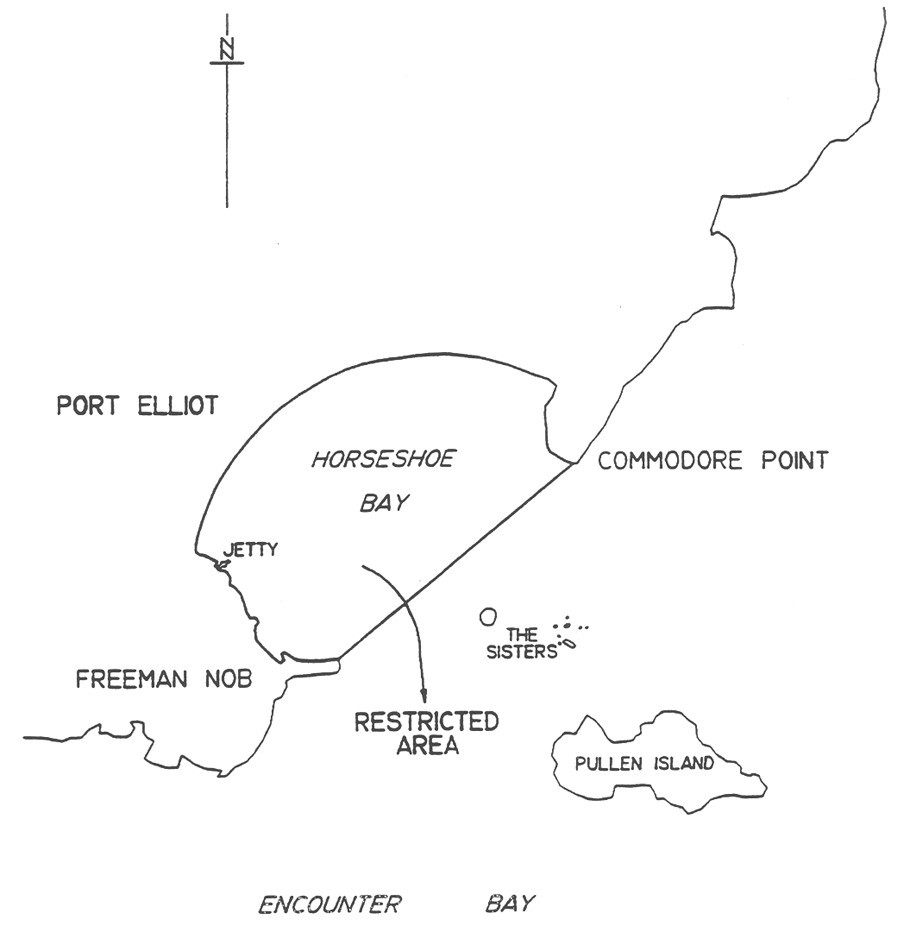 N
PORT ELLIOT
HORSESHOE
BAY
COMMODORE POINT
JETTY
THE
SISTERS
FREEMAN NOB
RESTRICTED
AREA
PULLEN ISLAND
ENCOUNTER BAY